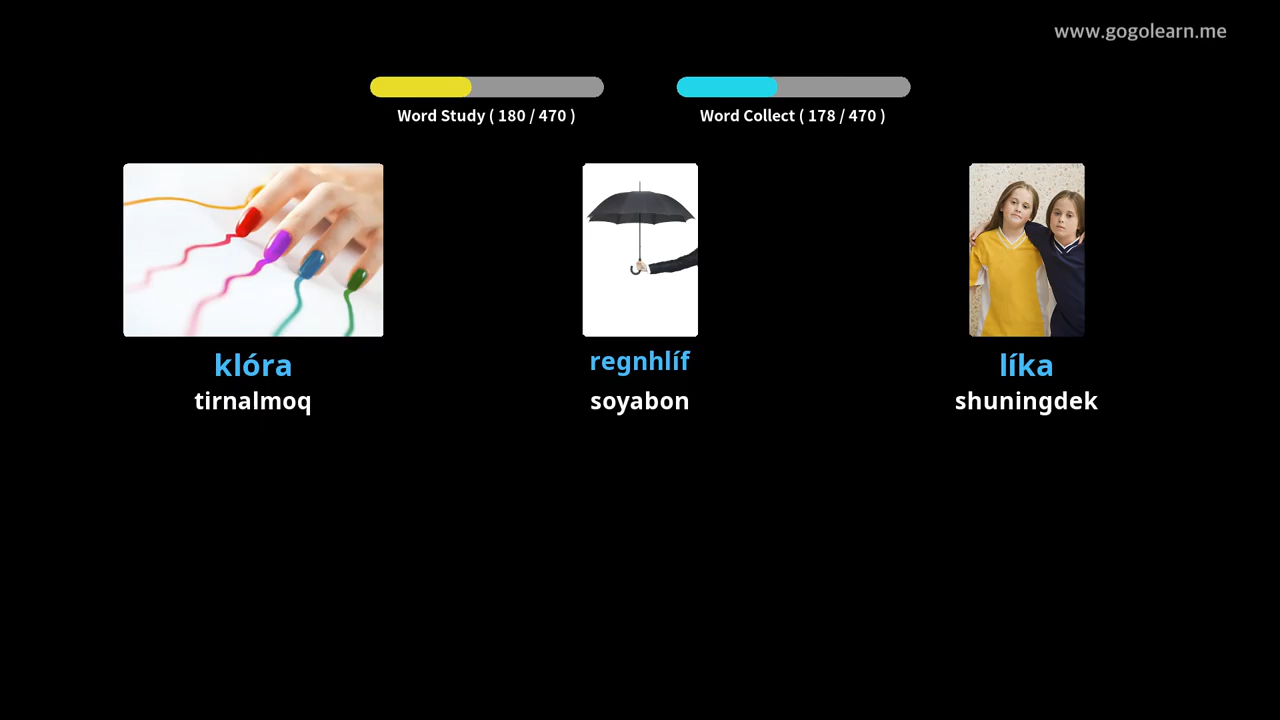 www.gogolearn.me
Word Study ( 180 / 470 )
Word Collect ( 178 / 470 )
klóra
regnhlíf
líka
tirnalmoq
soyabon
shuningdek